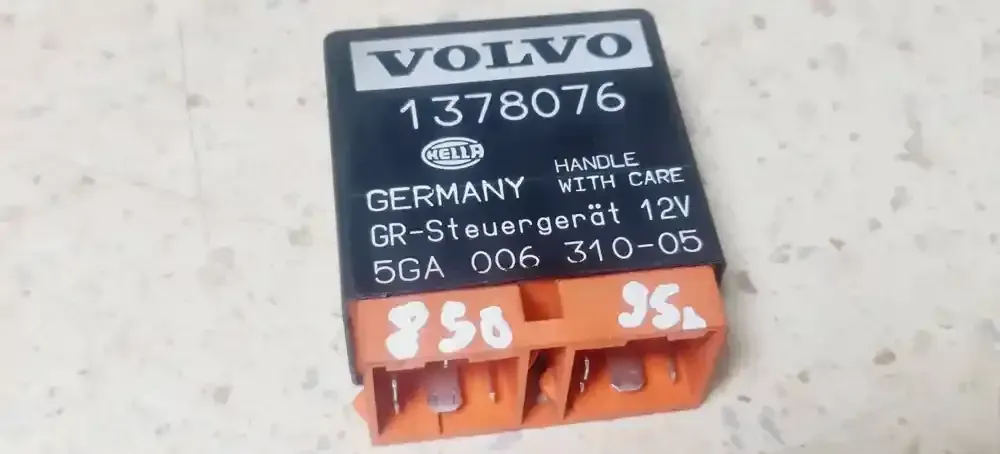 VOLVO
1378076
HELLA
GERMANY HANDLE WITH CARE
GR-Steuergerät 12V
5GA 006 310-05
850 95